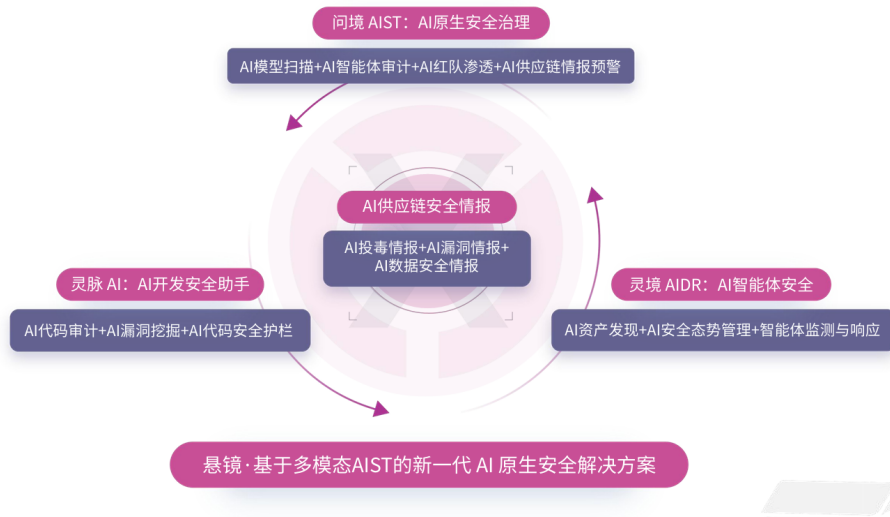 问境 AIST：AI原生安全治理
AI模型扫描+AI智能体审计+AI红队渗透+AI供应链情报预警
AI供应链安全情报
AI投毒情报+AI漏洞情报+
AI数据安全情报
灵脉 AI：AI开发安全助手
AI代码审计+AI漏洞挖掘+AI代码安全护栏
灵境 AIDR：AI智能体安全
AI资产发现+AI安全态势管理+智能体监测与响应
悬镜·基于多模态AIST的新一代 AI 原生安全解决方案